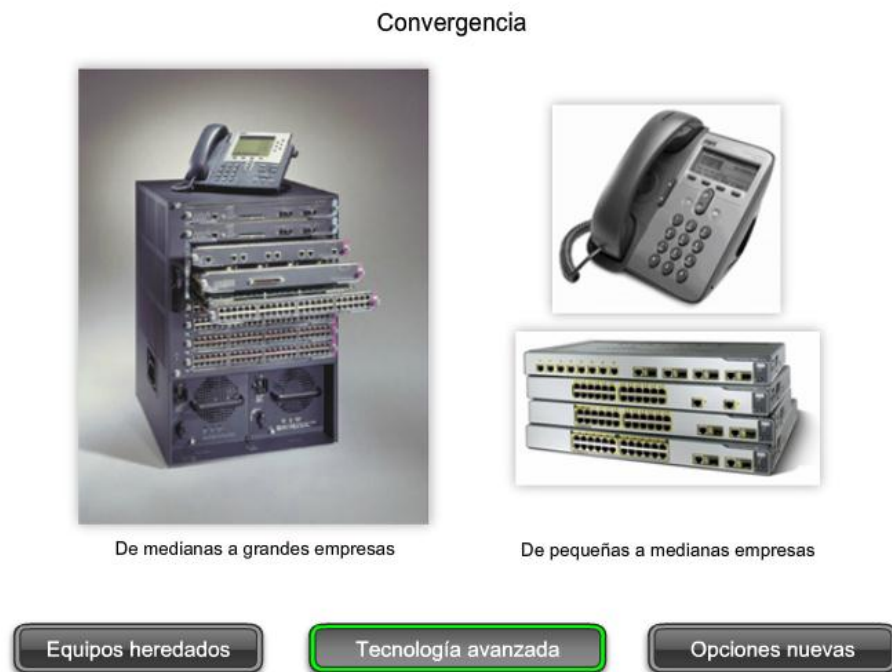 Convergencia
De medianas a grandes empresas
De pequeñas a medianas empresas
Equipos heredados
Tecnología avanzada
Opciones nuevas